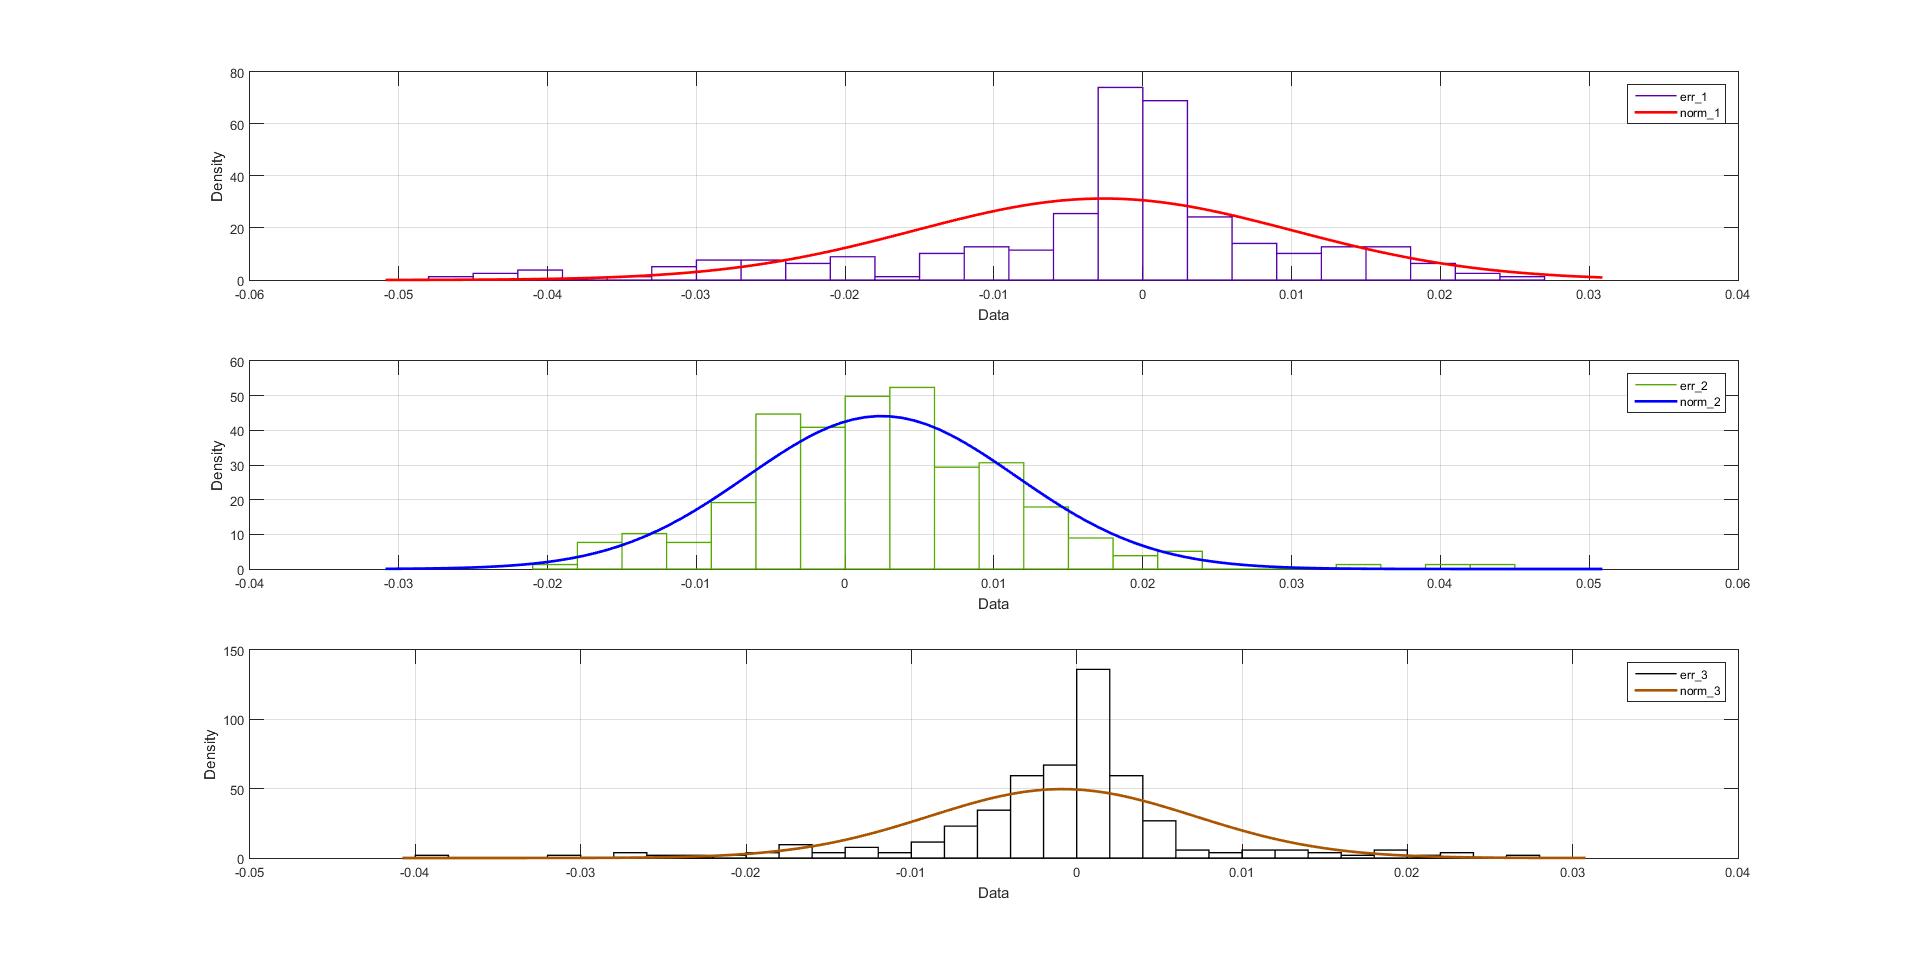 80
60
40
20
0
Density
-0.06 -0.05 -0.04 -0.03 -0.02 -0.01 0 0.01 0.02 0.03 0.04
Data
err_1
norm_1
60
50
40
30
20
10
0
Density
-0.04 -0.03 -0.02 -0.01 0 0.01 0.02 0.03 0.04 0.05 0.06
Data
err_2
norm_2
150
100
50
0
Density
-0.05 -0.04 -0.03 -0.02 -0.01 0 0.01 0.02 0.03 0.04
Data
err_3
norm_3